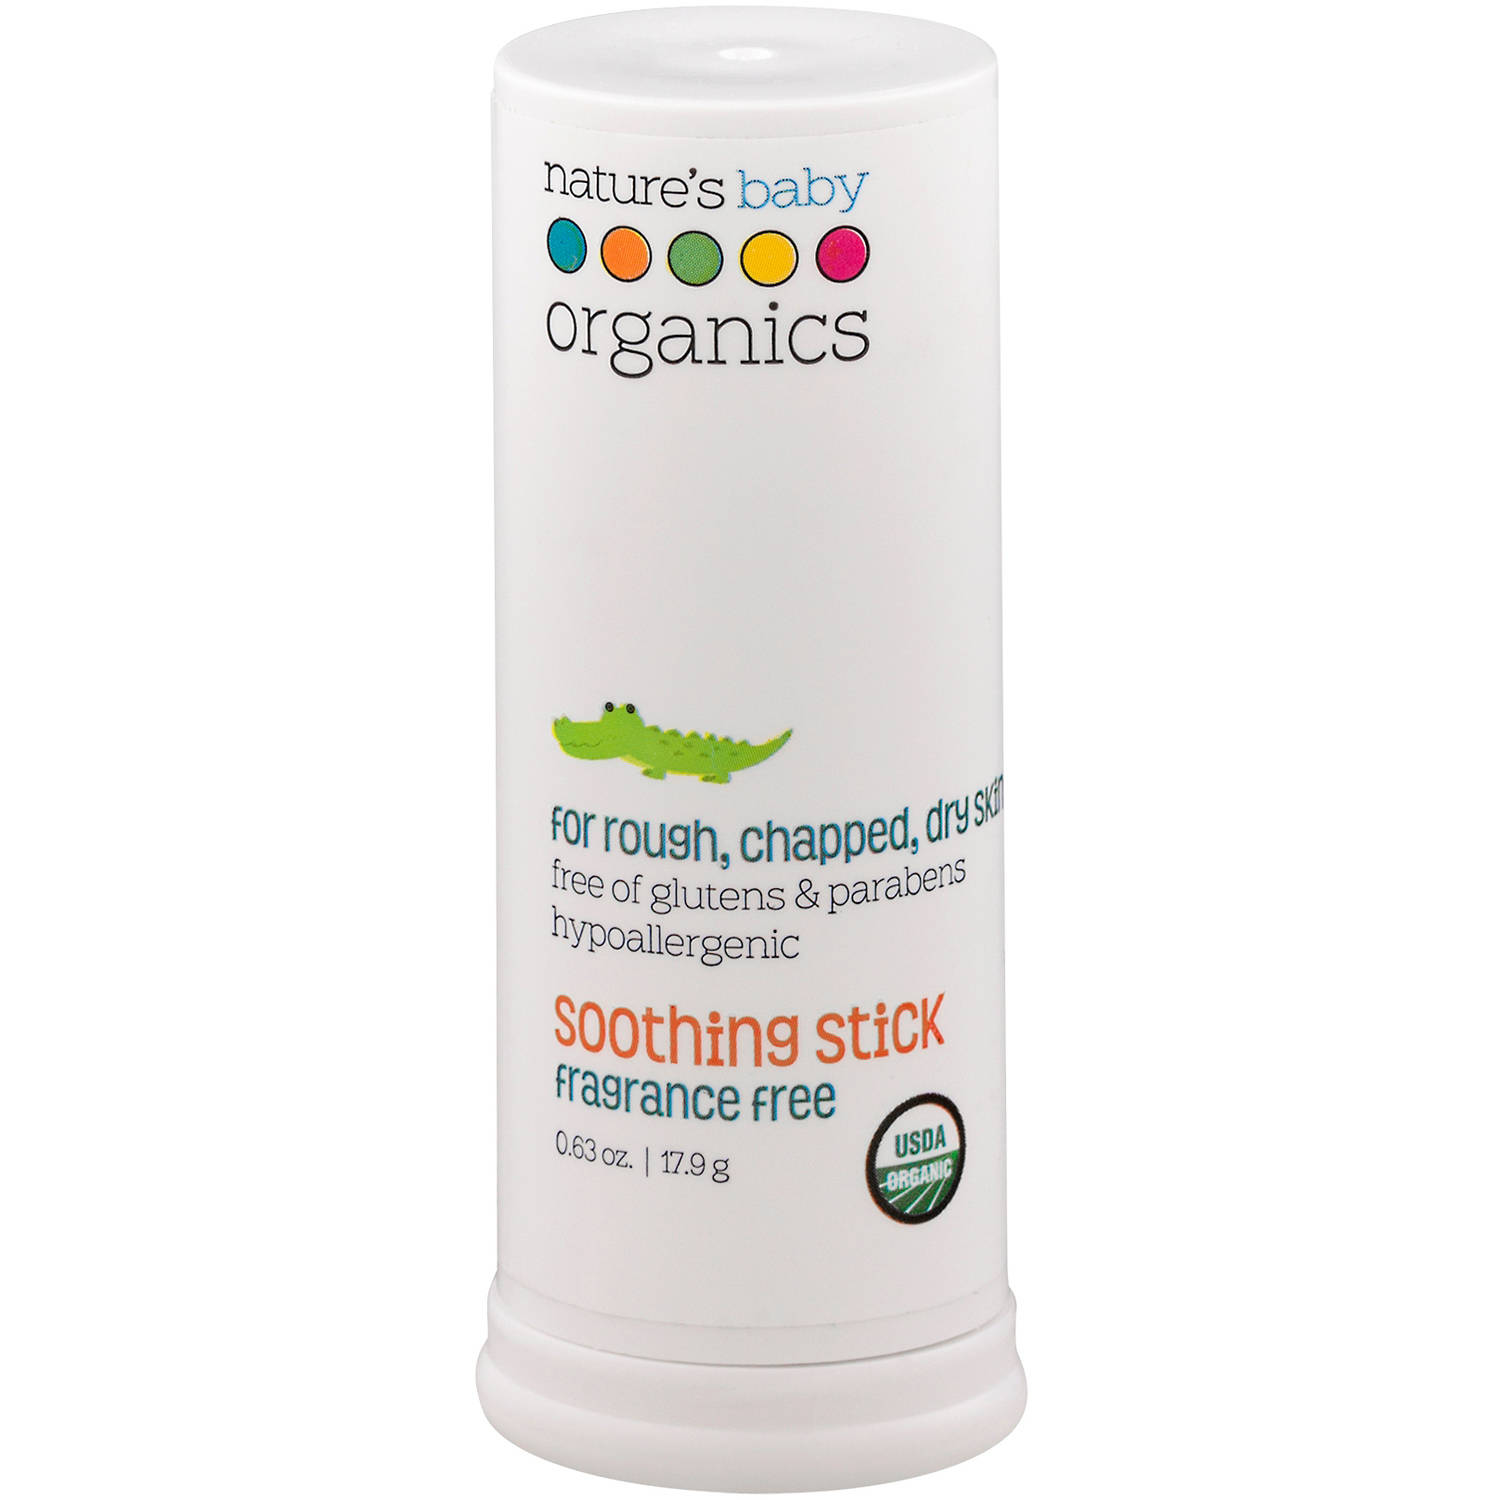 nature's baby
organics
for rough, chapped, dry skin
free of glutens & parabens
hypoallergenic
soothing stick
fragrance free
0.63 oz. | 17.9 g
USDA
ORGANIC